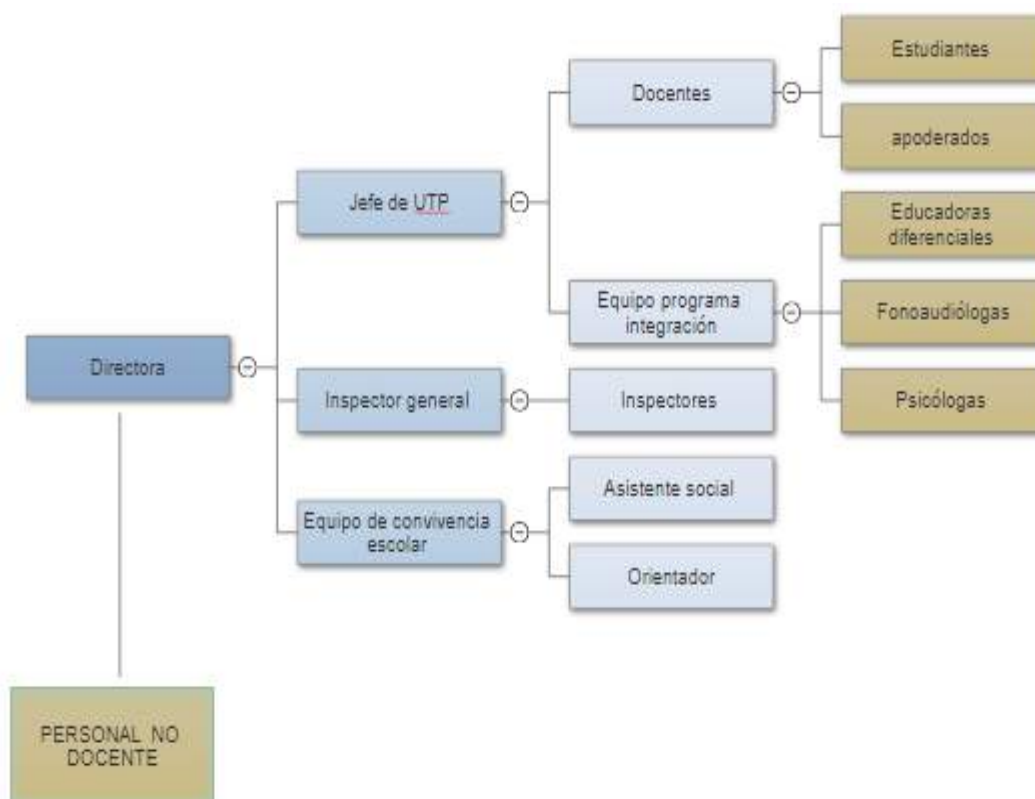 Estudiantes
Docentes
apoderados
Jefe de UTP
Educadoras
diferenciales
Equipo programa
integración
Fonoaudiólogas
Directora
Inspector general
Inspectores
Psicólogas
Asistente social
Equipo de convivencia
escolar
Orientador
PERSONAL NO
DOCENTE